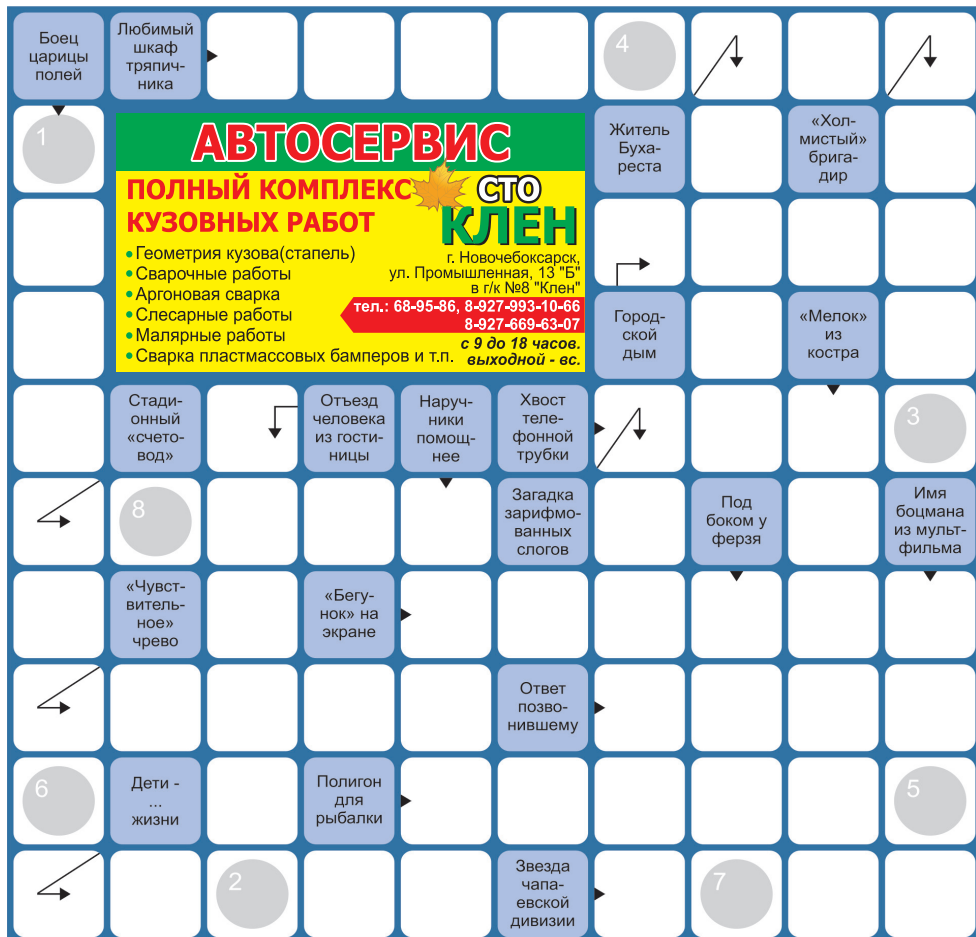 Боец
царицы
полей
Любимый
шкаф
тряпич-
ника
4
1
АВТОСЕРВИС
ПОЛНЫЙ КОМПЛЕКС
КУЗОВНЫХ РАБОТ
СТО
КЛЕН
• Геометрия кузова(стапель)
• Сварочные работы
• Аргоновая сварка
• Слесарные работы
• Малярные работы
• Сварка пластмассовых бамперов и т.п.
г. Новочебоксарск,
ул. Промышленная, 13 "Б"
в г/к №8 "Клен"
тел.: 68-95-86, 8-927-993-10-66
8-927-669-63-07
с 9 до 18 часов.
выходной - вс.
Житель
Буха-
реста
«Хол-
мистый»
брига-
дир
Город-
ской
дым
«Мелок»
из
костра
Стади-
онный
«счето-
вод»
Отъезд
человека
из гости-
ницы
Наруч-
ники
помощ-
нее
Хвост
теле-
фонной
трубки
3
8
Загадка
зарифмо-
ванных
слогов
Под
боком у
ферзя
Имя
боцмана
из мульт-
фильма
«Чувст-
витель-
ное»
чрево
«Бегу-
нок» на
экране
Ответ
позво-
нившему
6
Дети -
...
жизни
Полигон
для
рыбалки
5
2
Звезда
чапа-
евской
дивизии
7